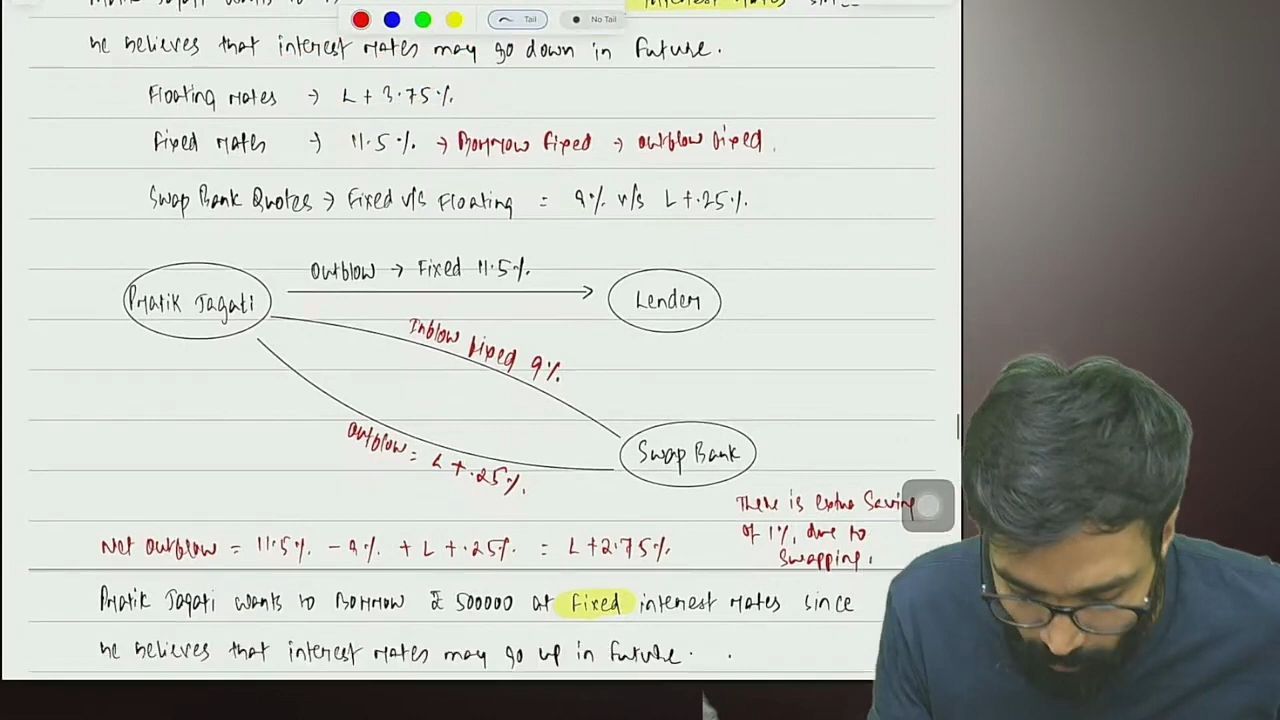 Tail
No Tail
interest rates since
he believes that interest rates may go down in future.
Floating rates → L + 3.75%
Fixed rates → 11.5% → Borrow fixed → outflow fixed.
Swap Bank Quotes → Fixed v/s Floating = 9% v/s L + .25%
Outflow → Fixed 11.5%
Pratik Jagati
Lender
Inflow fixed 9%
Outflow = L + .25%
Swap Bank
There is extra Saving
of 1% due to
Swapping.
Net outflow = 11.5% - 9% + L + .25% = L + 2.75%
Pratik Jagati wants to Borrow ₹ 500000 at Fixed interest rates since
he believes that interest rates may go up in future.